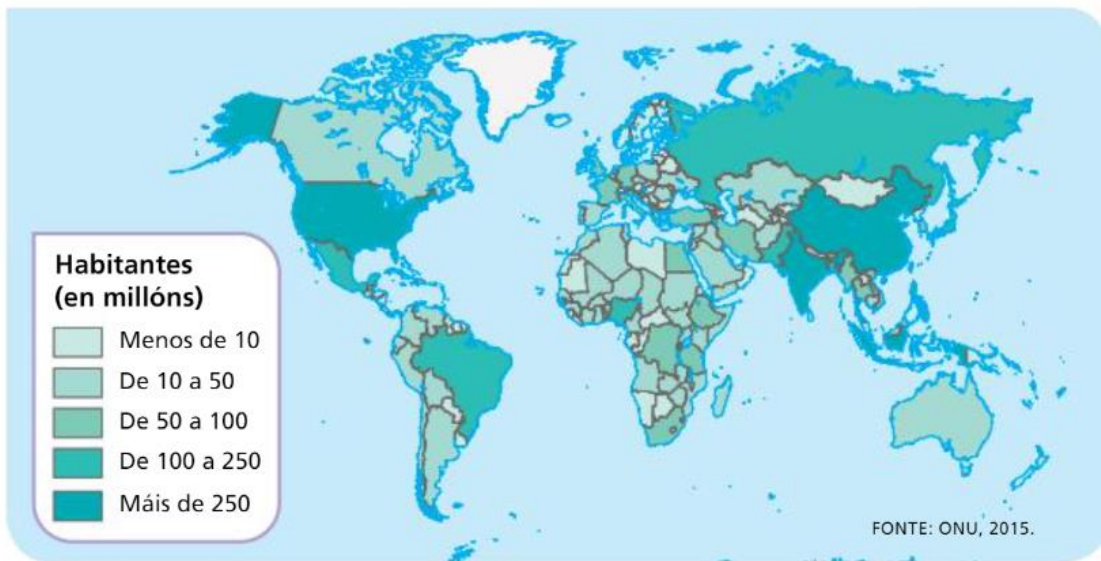 Habitantes
(en millóns)
Menos de 10
De 10 a 50
De 50 a 100
De 100 a 250
Máis de 250
FONTE: ONU, 2015.